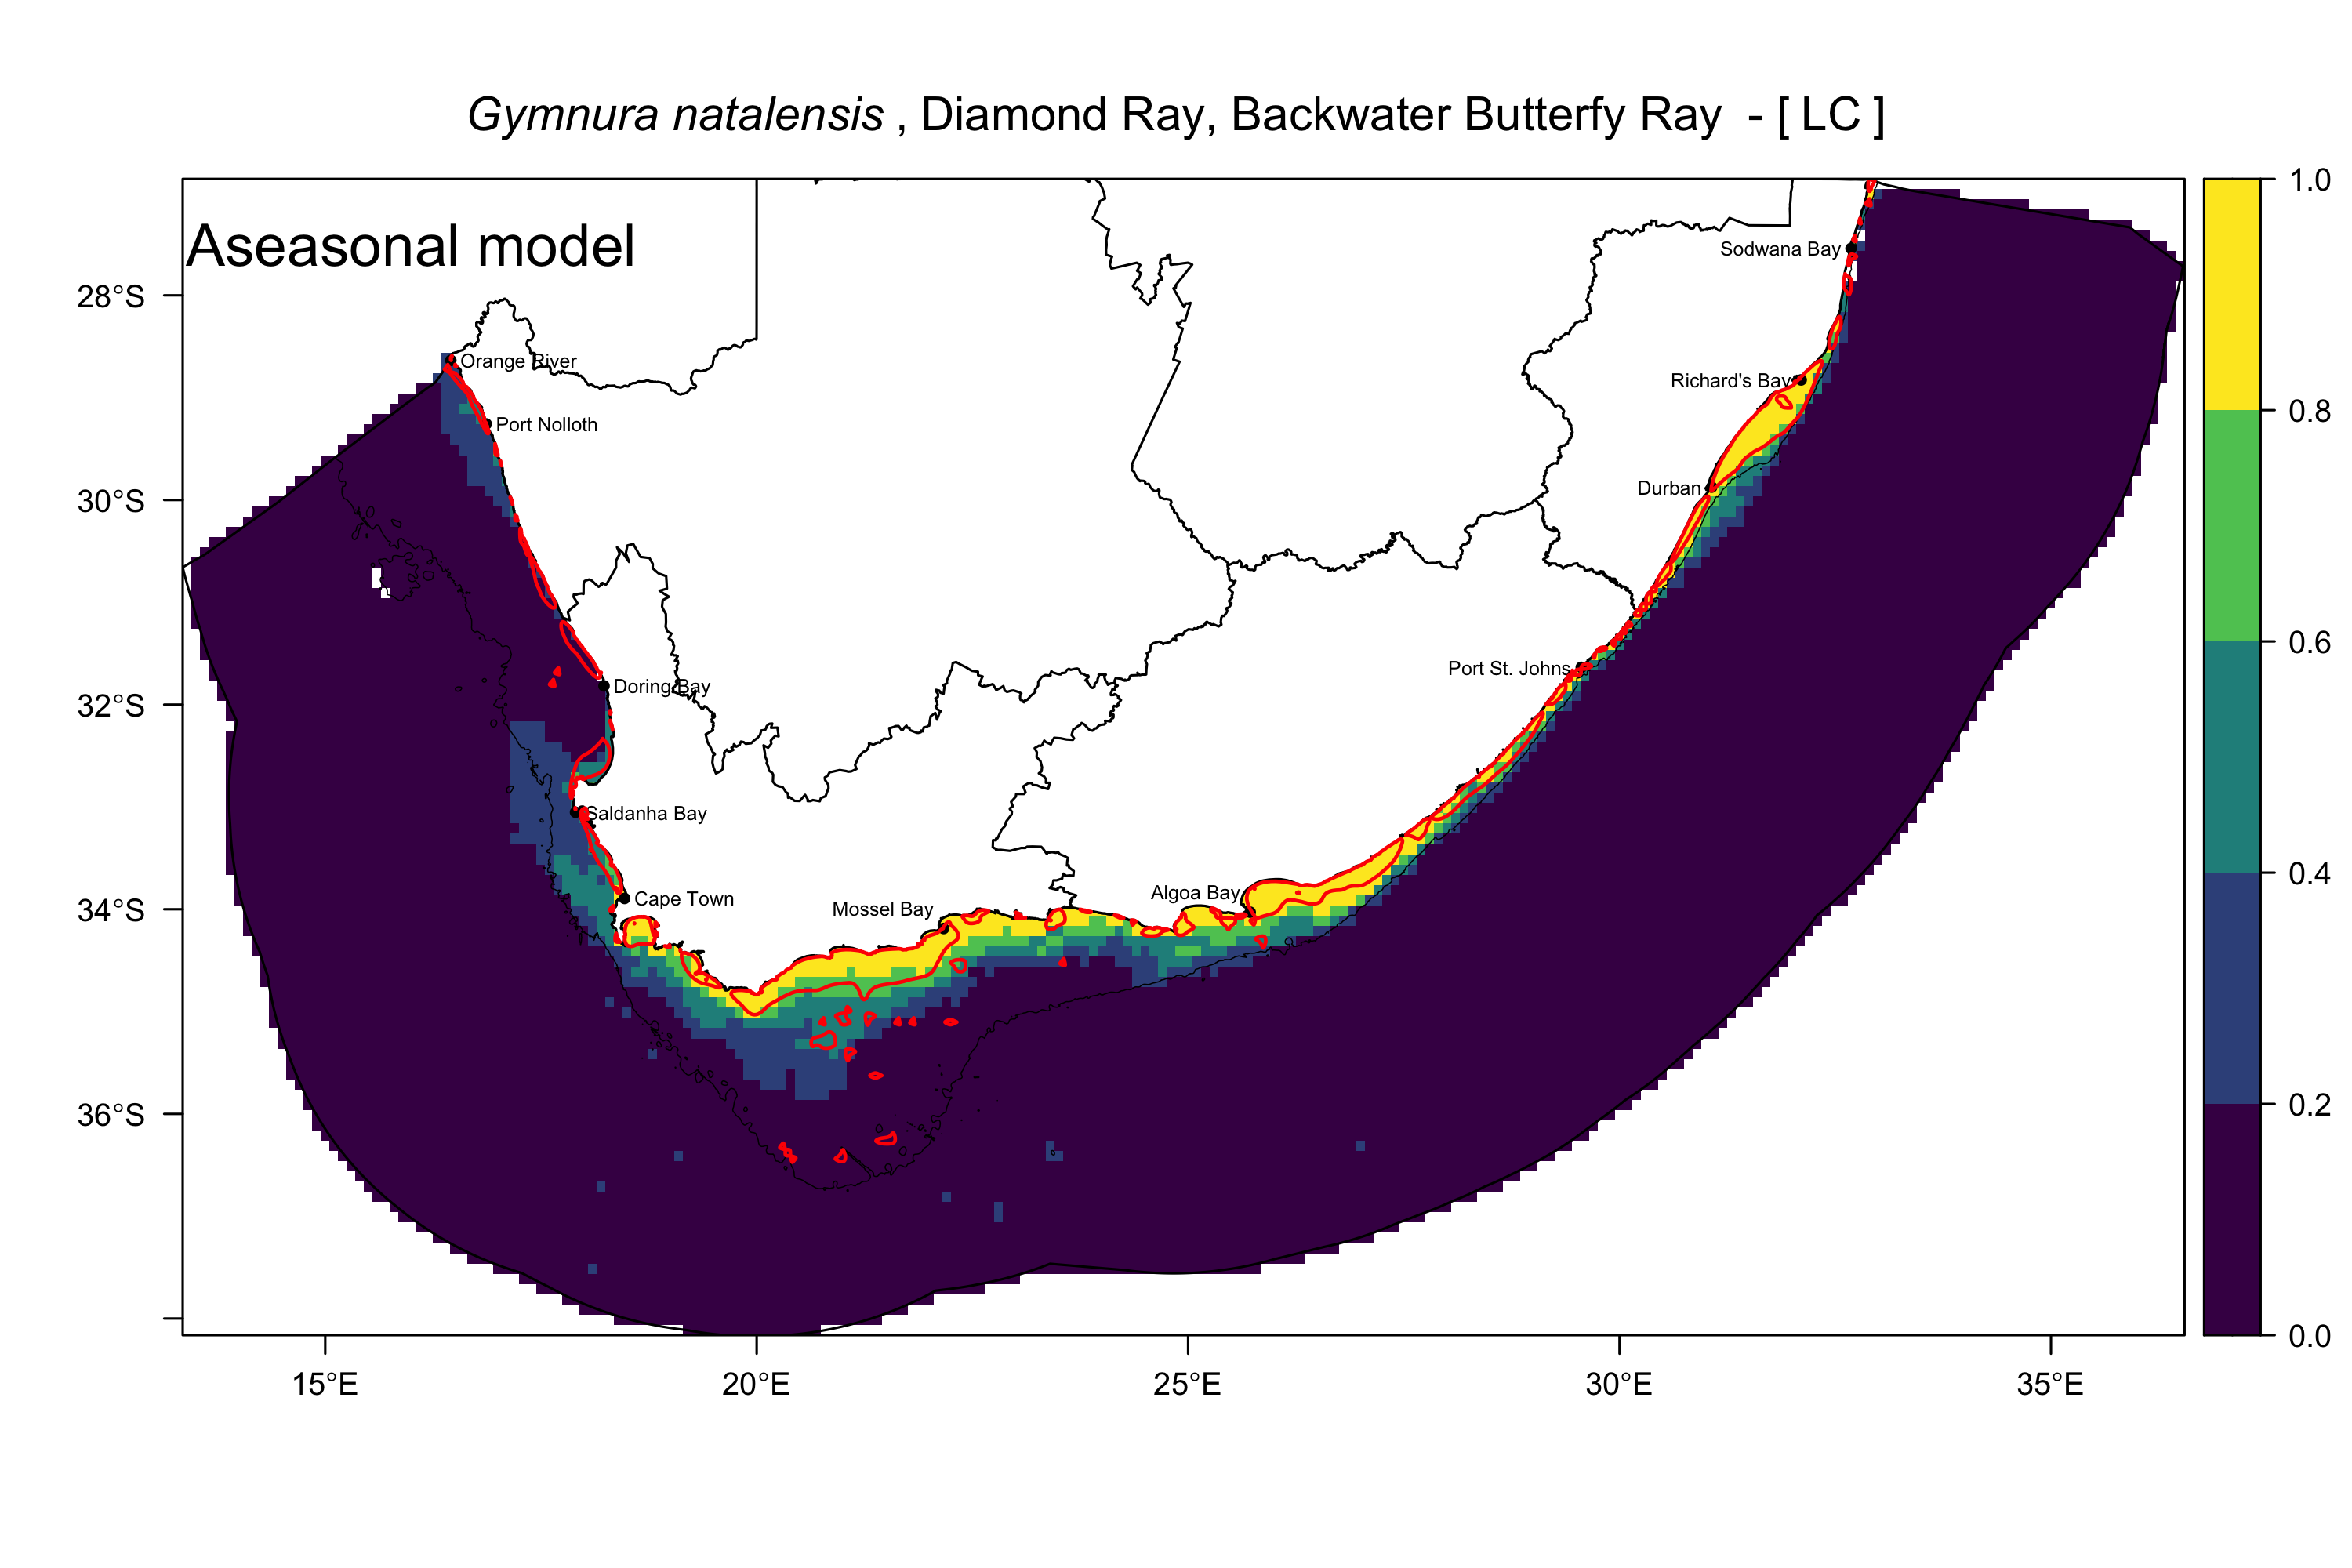 Gymnura natalensis , Diamond Ray, Backwater Butterfy Ray - [ LC ]
Aseasonal model
1.0
0.8
0.6
0.4
0.2
0.0
28°S
30°S
32°S
34°S
36°S
Sodwana Bay
Orange River
Richard's Bay
Port Nolloth
Durban
Port St. Johns
Doring Bay
Saldanha Bay
Algoa Bay
Cape Town
Mossel Bay
15°E
20°E
25°E
30°E
35°E